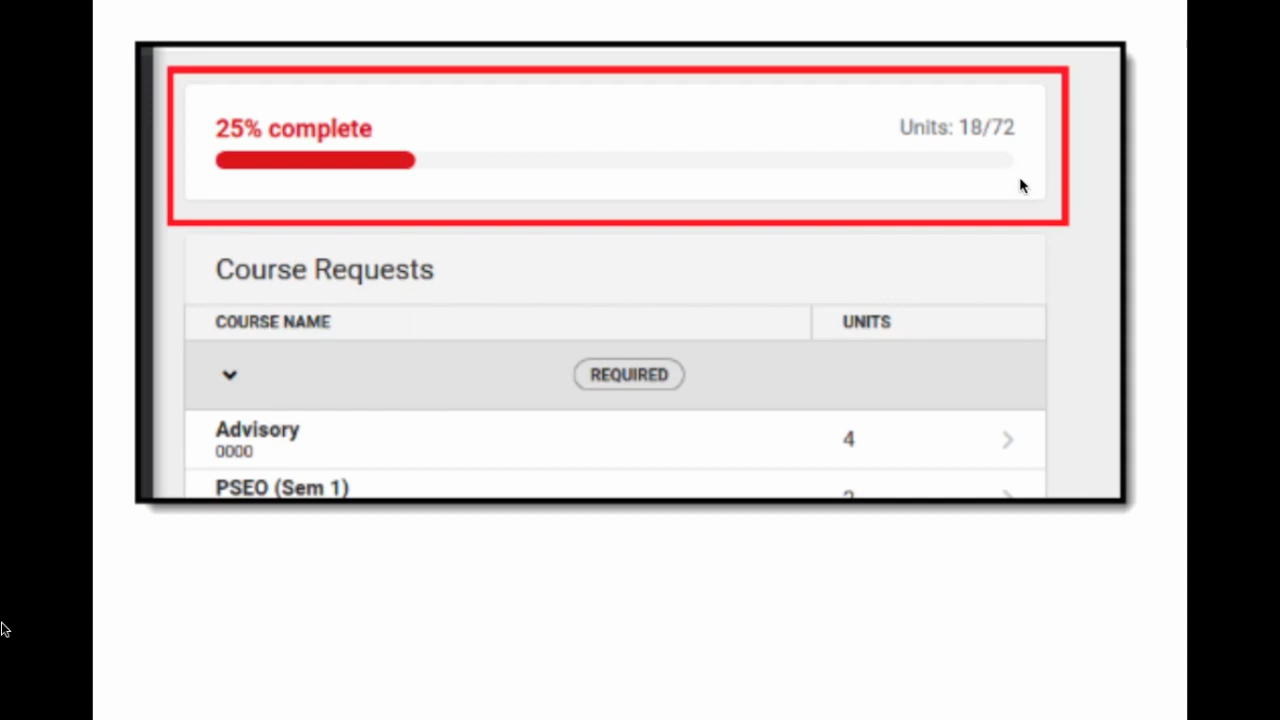 25% complete
Units: 18/72
Course Requests
COURSE NAME UNITS
REQUIRED
Advisory 4
0000
PSEO (Sem 1)